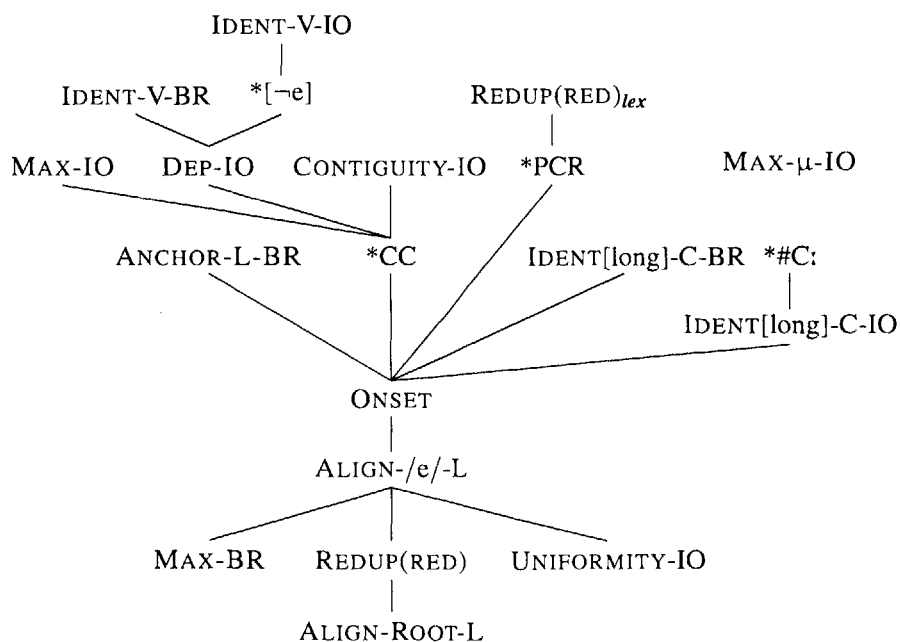 IDENT-V-IO
IDENT-V-BR *[¬e] REDUP(RED)lex
MAX-IO DEP-IO CONTIGUITY-IO *PCR MAX-μ-IO
ANCHOR-L-BR *CC IDENT[long]-C-BR *#Cː
IDENT[long]-C-IO
ONSET
ALIGN-/e/-L
MAX-BR REDUP(RED) UNIFORMITY-IO
ALIGN-ROOT-L